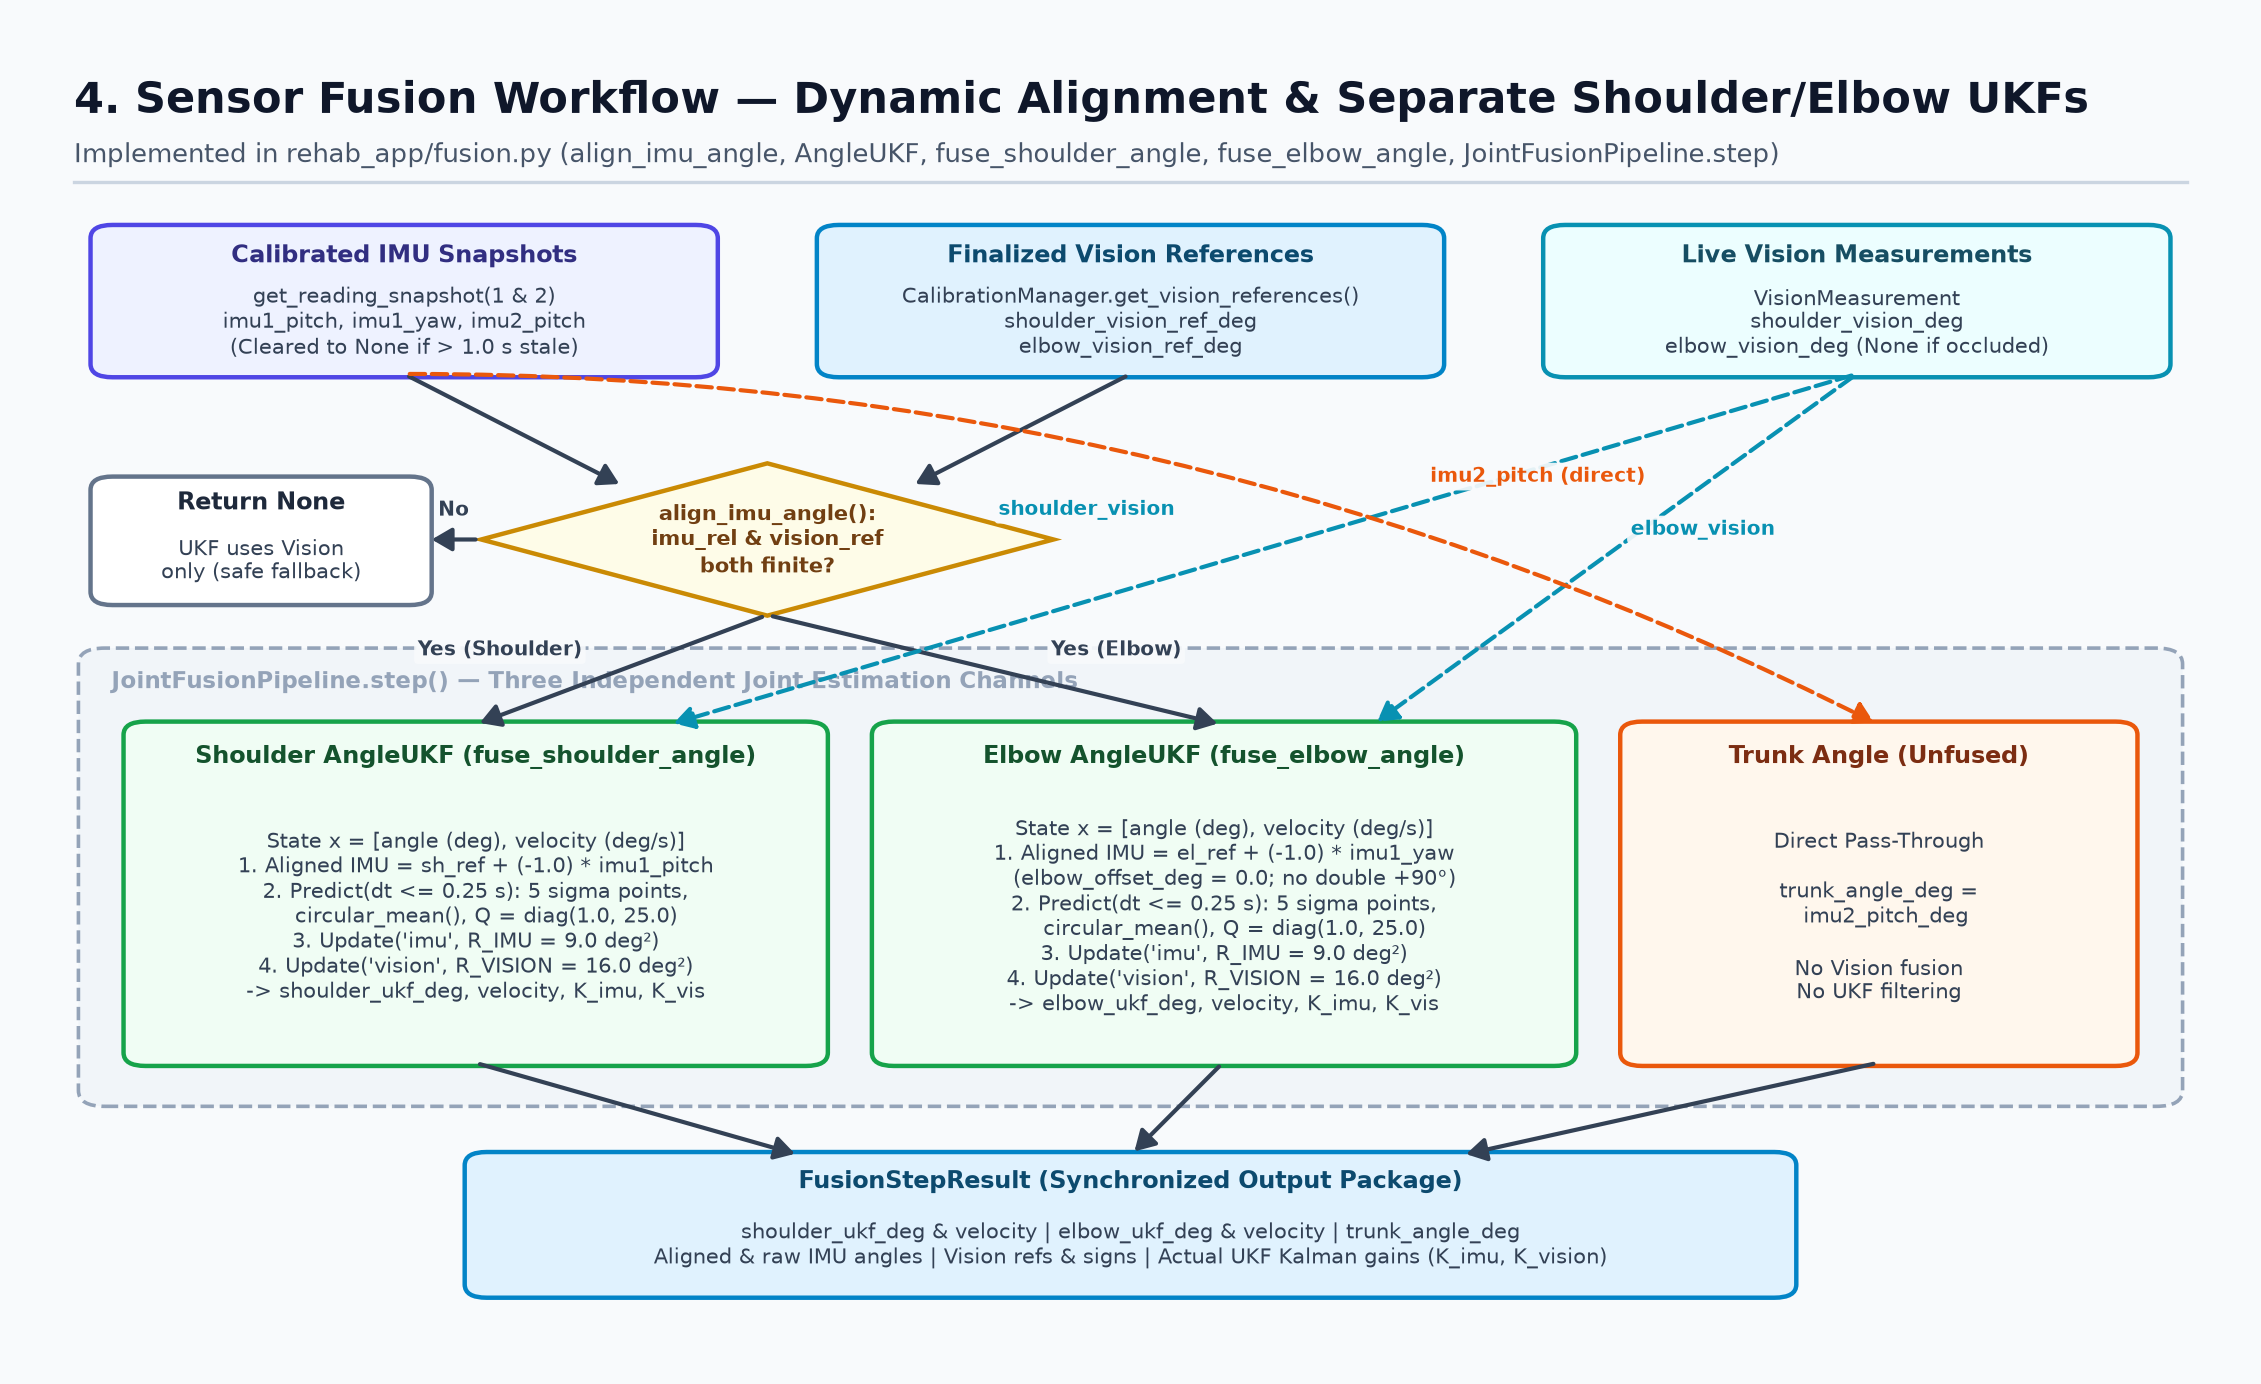 4. Sensor Fusion Workflow — Dynamic Alignment & Separate Shoulder/Elbow UKFs
Implemented in rehab_app/fusion.py (align_imu_angle, AngleUKF, fuse_shoulder_angle, fuse_elbow_angle, JointFusionPipeline.step)
Calibrated IMU Snapshots
get_reading_snapshot(1 & 2)
imu1_pitch, imu1_yaw, imu2_pitch
(Cleared to None if > 1.0 s stale)
Finalized Vision References
CalibrationManager.get_vision_references()
shoulder_vision_ref_deg
elbow_vision_ref_deg
Live Vision Measurements
VisionMeasurement
shoulder_vision_deg
elbow_vision_deg (None if occluded)
Return None
UKF uses Vision
only (safe fallback)
No
align_imu_angle():
imu_rel & vision_ref
both finite?
shoulder_vision
imu2_pitch (direct)
elbow_vision
Yes (Shoulder)
Yes (Elbow)
JointFusionPipeline.step() — Three Independent Joint Estimation Channels
Shoulder AngleUKF (fuse_shoulder_angle)
State x = [angle (deg), velocity (deg/s)]
1. Aligned IMU = sh_ref + (-1.0) * imu1_pitch
2. Predict(dt <= 0.25 s): 5 sigma points,
circular_mean(), Q = diag(1.0, 25.0)
3. Update('imu', R_IMU = 9.0 deg²)
4. Update('vision', R_VISION = 16.0 deg²)
-> shoulder_ukf_deg, velocity, K_imu, K_vis
Elbow AngleUKF (fuse_elbow_angle)
State x = [angle (deg), velocity (deg/s)]
1. Aligned IMU = el_ref + (-1.0) * imu1_yaw
(elbow_offset_deg = 0.0; no double +90°)
2. Predict(dt <= 0.25 s): 5 sigma points,
circular_mean(), Q = diag(1.0, 25.0)
3. Update('imu', R_IMU = 9.0 deg²)
4. Update('vision', R_VISION = 16.0 deg²)
-> elbow_ukf_deg, velocity, K_imu, K_vis
Trunk Angle (Unfused)
Direct Pass-Through
trunk_angle_deg =
imu2_pitch_deg
No Vision fusion
No UKF filtering
FusionStepResult (Synchronized Output Package)
shoulder_ukf_deg & velocity | elbow_ukf_deg & velocity | trunk_angle_deg
Aligned & raw IMU angles | Vision refs & signs | Actual UKF Kalman gains (K_imu, K_vision)